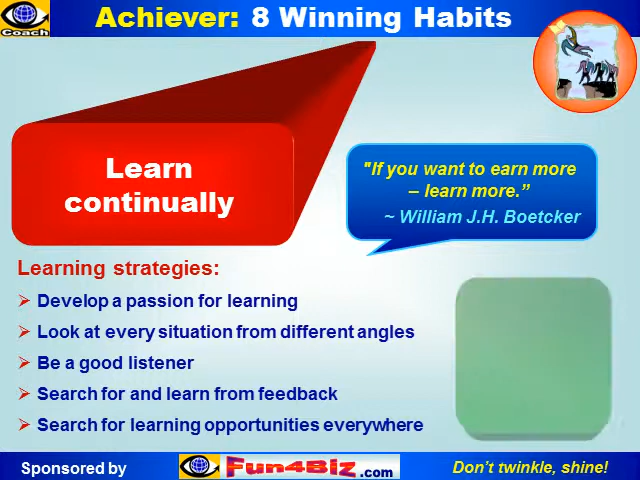 Coach
Achiever: 8 Winning Habits
Learn
continually
"If you want to earn more
– learn more.”
~ William J.H. Boetcker
Learning strategies:
Develop a passion for learning
Look at every situation from different angles
Be a good listener
Search for and learn from feedback
Search for learning opportunities everywhere
Sponsored by
Fun4Biz.com
Don't twinkle, shine!